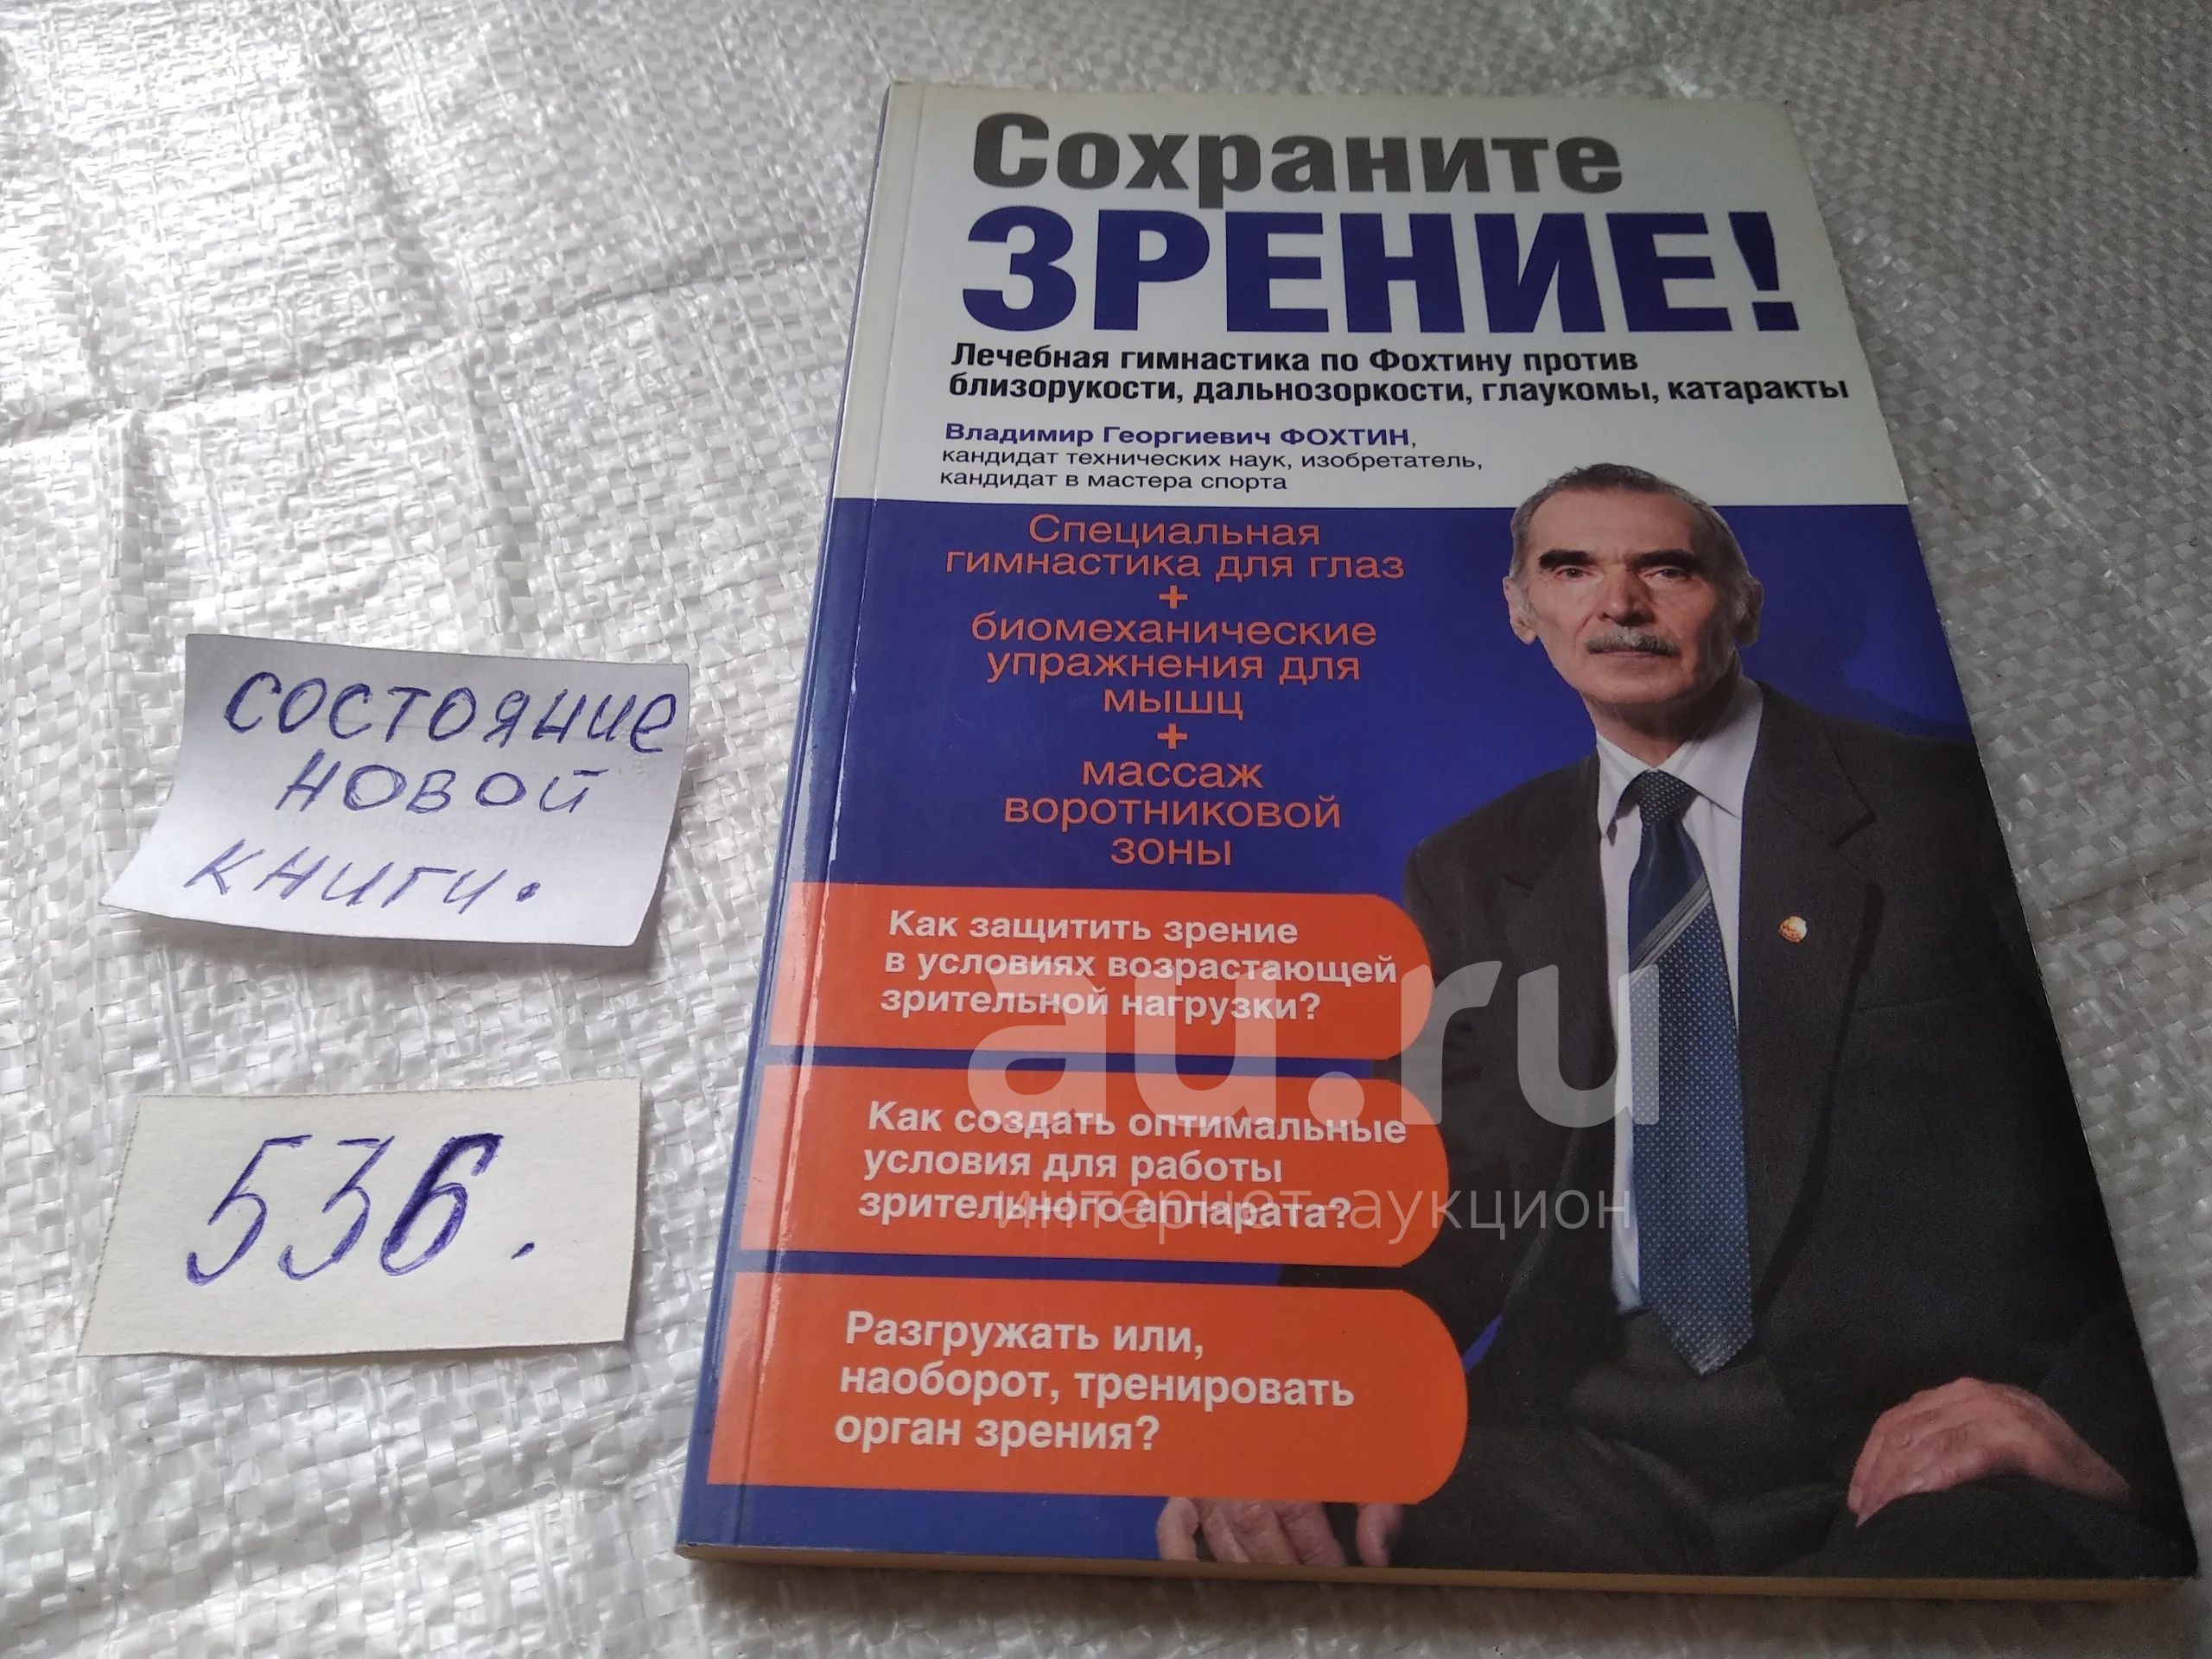 Сохраните
ЗРЕНИЕ!
Лечебная гимнастика по Фохтину против
близорукости, дальнозоркости, глаукомы, катаракты
Владимир Георгиевич ФОХТИН,
кандидат технических наук, изобретатель,
кандидат в мастера спорта
Специальная
гимнастика для глаз
+
биомеханические
упражнения для
мышц
+
массаж
воротниковой
зоны
Как защитить зрение
в условиях возрастающей
зрительной нагрузки?
Как создать оптимальные
условия для работы
зрительного аппарата?
Разгружать или,
наоборот, тренировать
орган зрения?
состояние
новой
книги.
536.
au.ru
интернет-аукцион